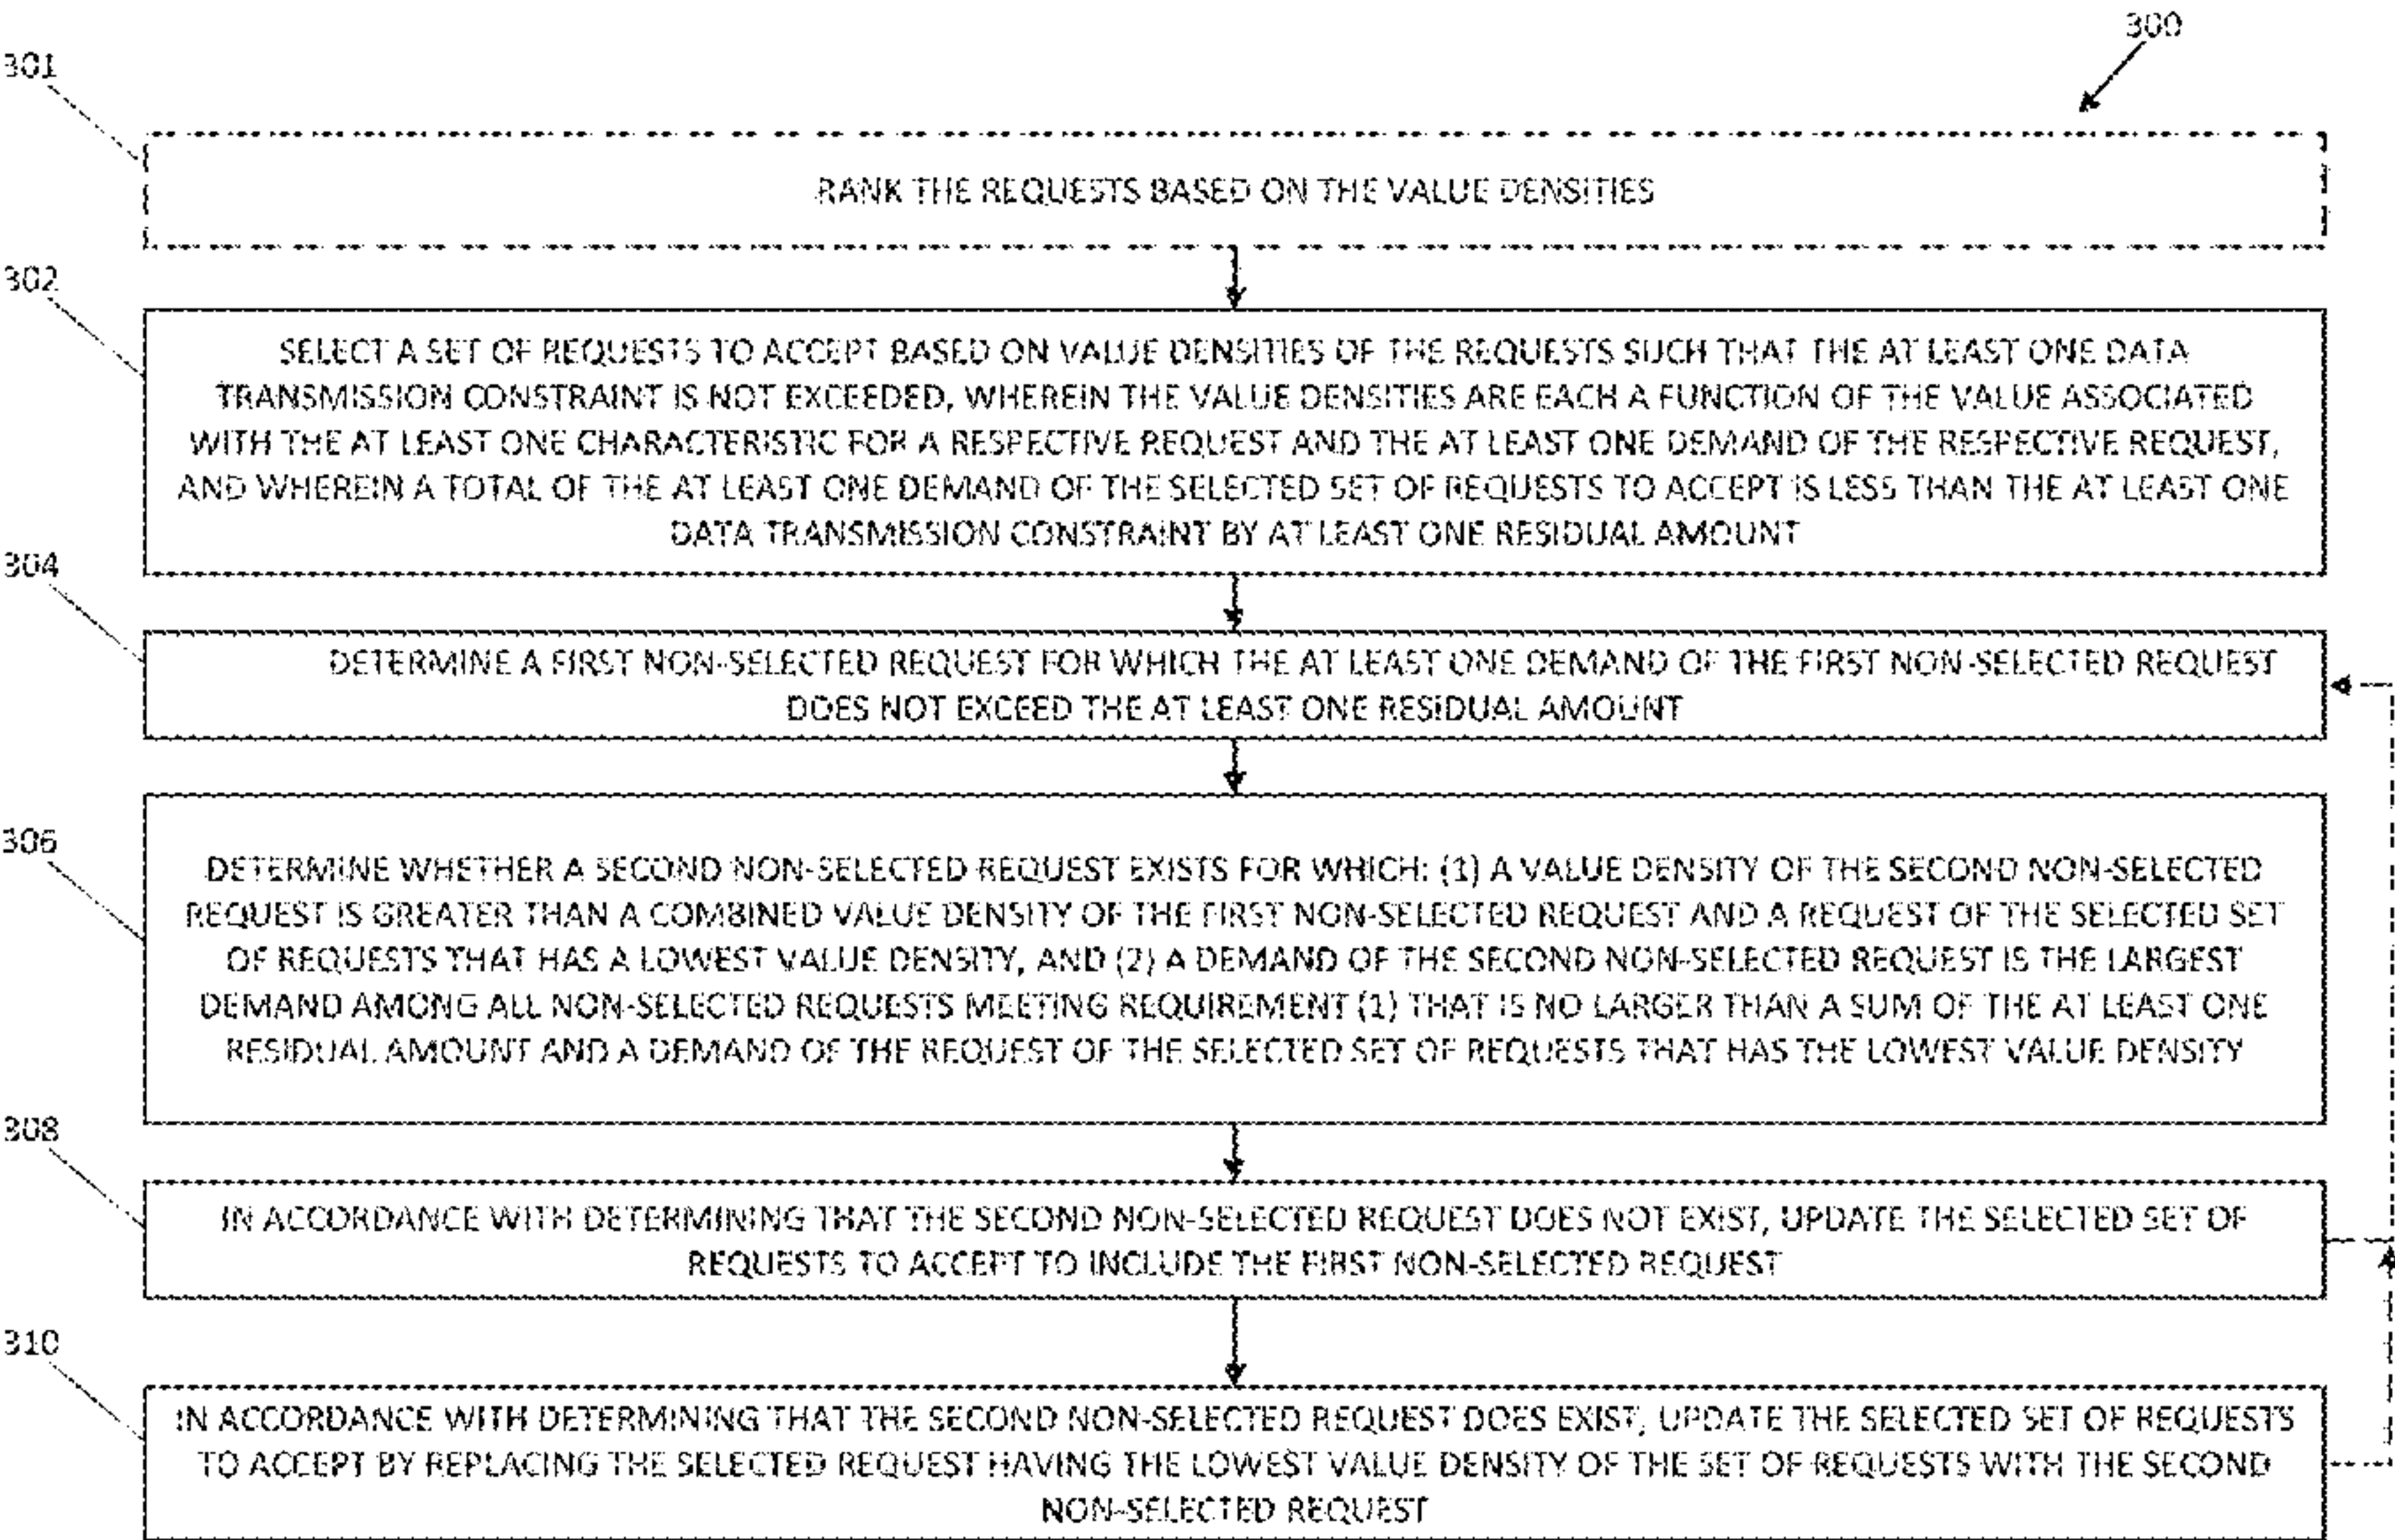 300
301
RANK THE REQUESTS BASED ON THE VALUE DENSITIES
302
SELECT A SET OF REQUESTS TO ACCEPT BASED ON VALUE DENSITIES OF THE REQUESTS SUCH THAT THE AT LEAST ONE DATA
TRANSMISSION CONSTRAINT IS NOT EXCEEDED, WHEREIN THE VALUE DENSITIES ARE EACH A FUNCTION OF THE VALUE ASSOCIATED
WITH THE AT LEAST ONE CHARACTERISTIC FOR A RESPECTIVE REQUEST AND THE AT LEAST ONE DEMAND OF THE RESPECTIVE REQUEST,
AND WHEREIN A TOTAL OF THE AT LEAST ONE DEMAND OF THE SELECTED SET OF REQUESTS TO ACCEPT IS LESS THAN THE AT LEAST ONE
DATA TRANSMISSION CONSTRAINT BY AT LEAST ONE RESIDUAL AMOUNT
304
DETERMINE A FIRST NON-SELECTED REQUEST FOR WHICH THE AT LEAST ONE DEMAND OF THE FIRST NON-SELECTED REQUEST
DOES NOT EXCEED THE AT LEAST ONE RESIDUAL AMOUNT
306
DETERMINE WHETHER A SECOND NON-SELECTED REQUEST EXISTS FOR WHICH: (1) A VALUE DENSITY OF THE SECOND NON-SELECTED
REQUEST IS GREATER THAN A COMBINED VALUE DENSITY OF THE FIRST NON-SELECTED REQUEST AND A REQUEST OF THE SELECTED SET
OF REQUESTS THAT HAS A LOWEST VALUE DENSITY, AND (2) A DEMAND OF THE SECOND NON-SELECTED REQUEST IS THE LARGEST
DEMAND AMONG ALL NON-SELECTED REQUESTS MEETING REQUIREMENT (1) THAT IS NO LARGER THAN A SUM OF THE AT LEAST ONE
RESIDUAL AMOUNT AND A DEMAND OF THE REQUEST OF THE SELECTED SET OF REQUESTS THAT HAS THE LOWEST VALUE DENSITY
308
IN ACCORDANCE WITH DETERMINING THAT THE SECOND NON-SELECTED REQUEST DOES NOT EXIST, UPDATE THE SELECTED SET OF
REQUESTS TO ACCEPT TO INCLUDE THE FIRST NON-SELECTED REQUEST
310
IN ACCORDANCE WITH DETERMINING THAT THE SECOND NON-SELECTED REQUEST DOES EXIST, UPDATE THE SELECTED SET OF REQUESTS
TO ACCEPT BY REPLACING THE SELECTED REQUEST HAVING THE LOWEST VALUE DENSITY OF THE SET OF REQUESTS WITH THE SECOND
NON-SELECTED REQUEST